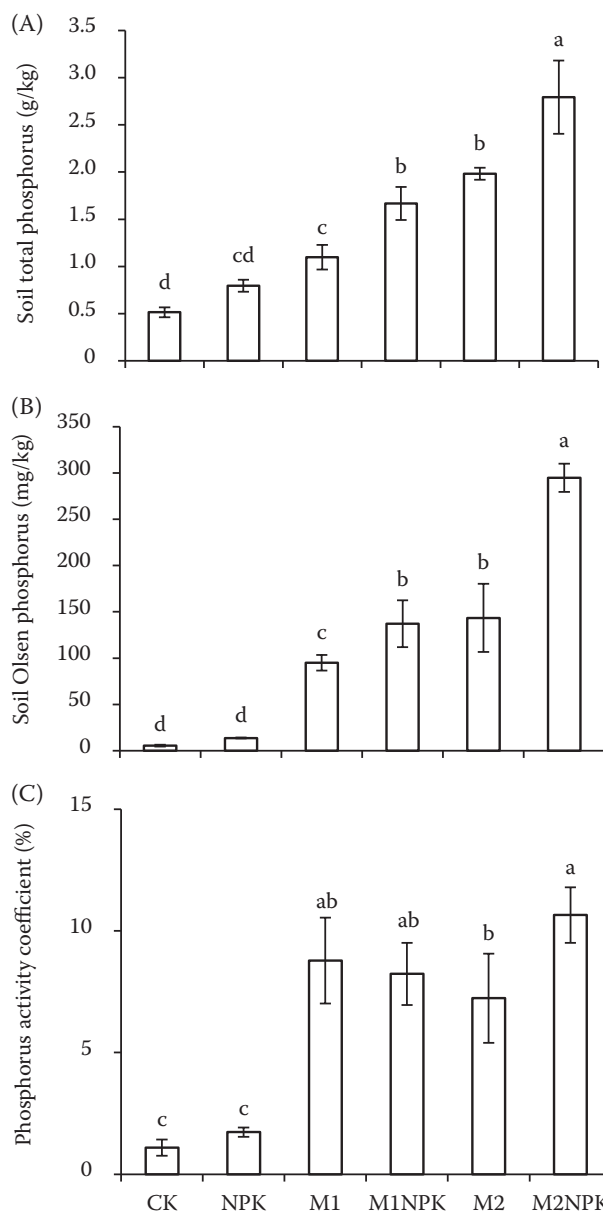 (A)
Soil total phosphorus (g/kg)
3.5
3.0
2.5
2.0
1.5
1.0
0.5
0
d
cd
c
b
b
a
(B)
Soil Olsen phosphorus (mg/kg)
350
300
250
200
150
100
50
0
d
d
c
b
b
a
(C)
Phosphorus activity coefficient (%)
15
10
5
0
c
c
ab
ab
b
a
CK NPK M1 M1NPK M2 M2NPK